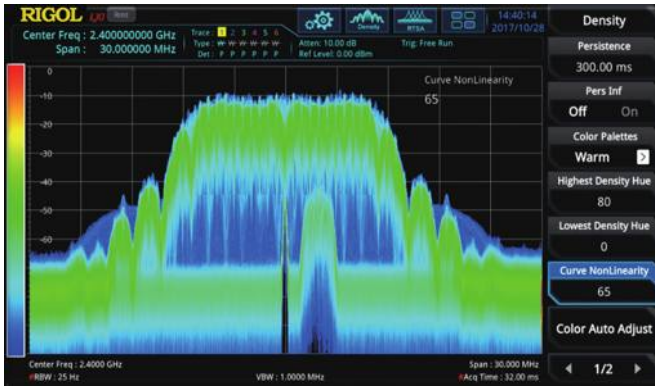 RIGOL
Center Freq : 2.400000000 GHz
Span : 30.000000 MHz
Trace : 1 2 3 4 5 6
Type : W W W W W W
Det : P P P P P P
Atten: 10.00 dB
Ref Level: 0.00 dBm
Trig: Free Run
Density
RTSA
14:40:14
2017/10/28
0
-10
-20
-30
-40
-50
-60
Curve NonLinearity
65
Density
Persistence
300.00 ms
Pers Inf
Off On
Color Palettes
Warm
Highest Density Hue
80
Lowest Density Hue
0
Curve NonLinearity
65
Color Auto Adjust
1/2
Center Freq : 2.4000 GHz
#RBW : 25 Hz
VBW : 1.0000 MHz
Span : 30.000 MHz
#Acq Time : 32.00 ms